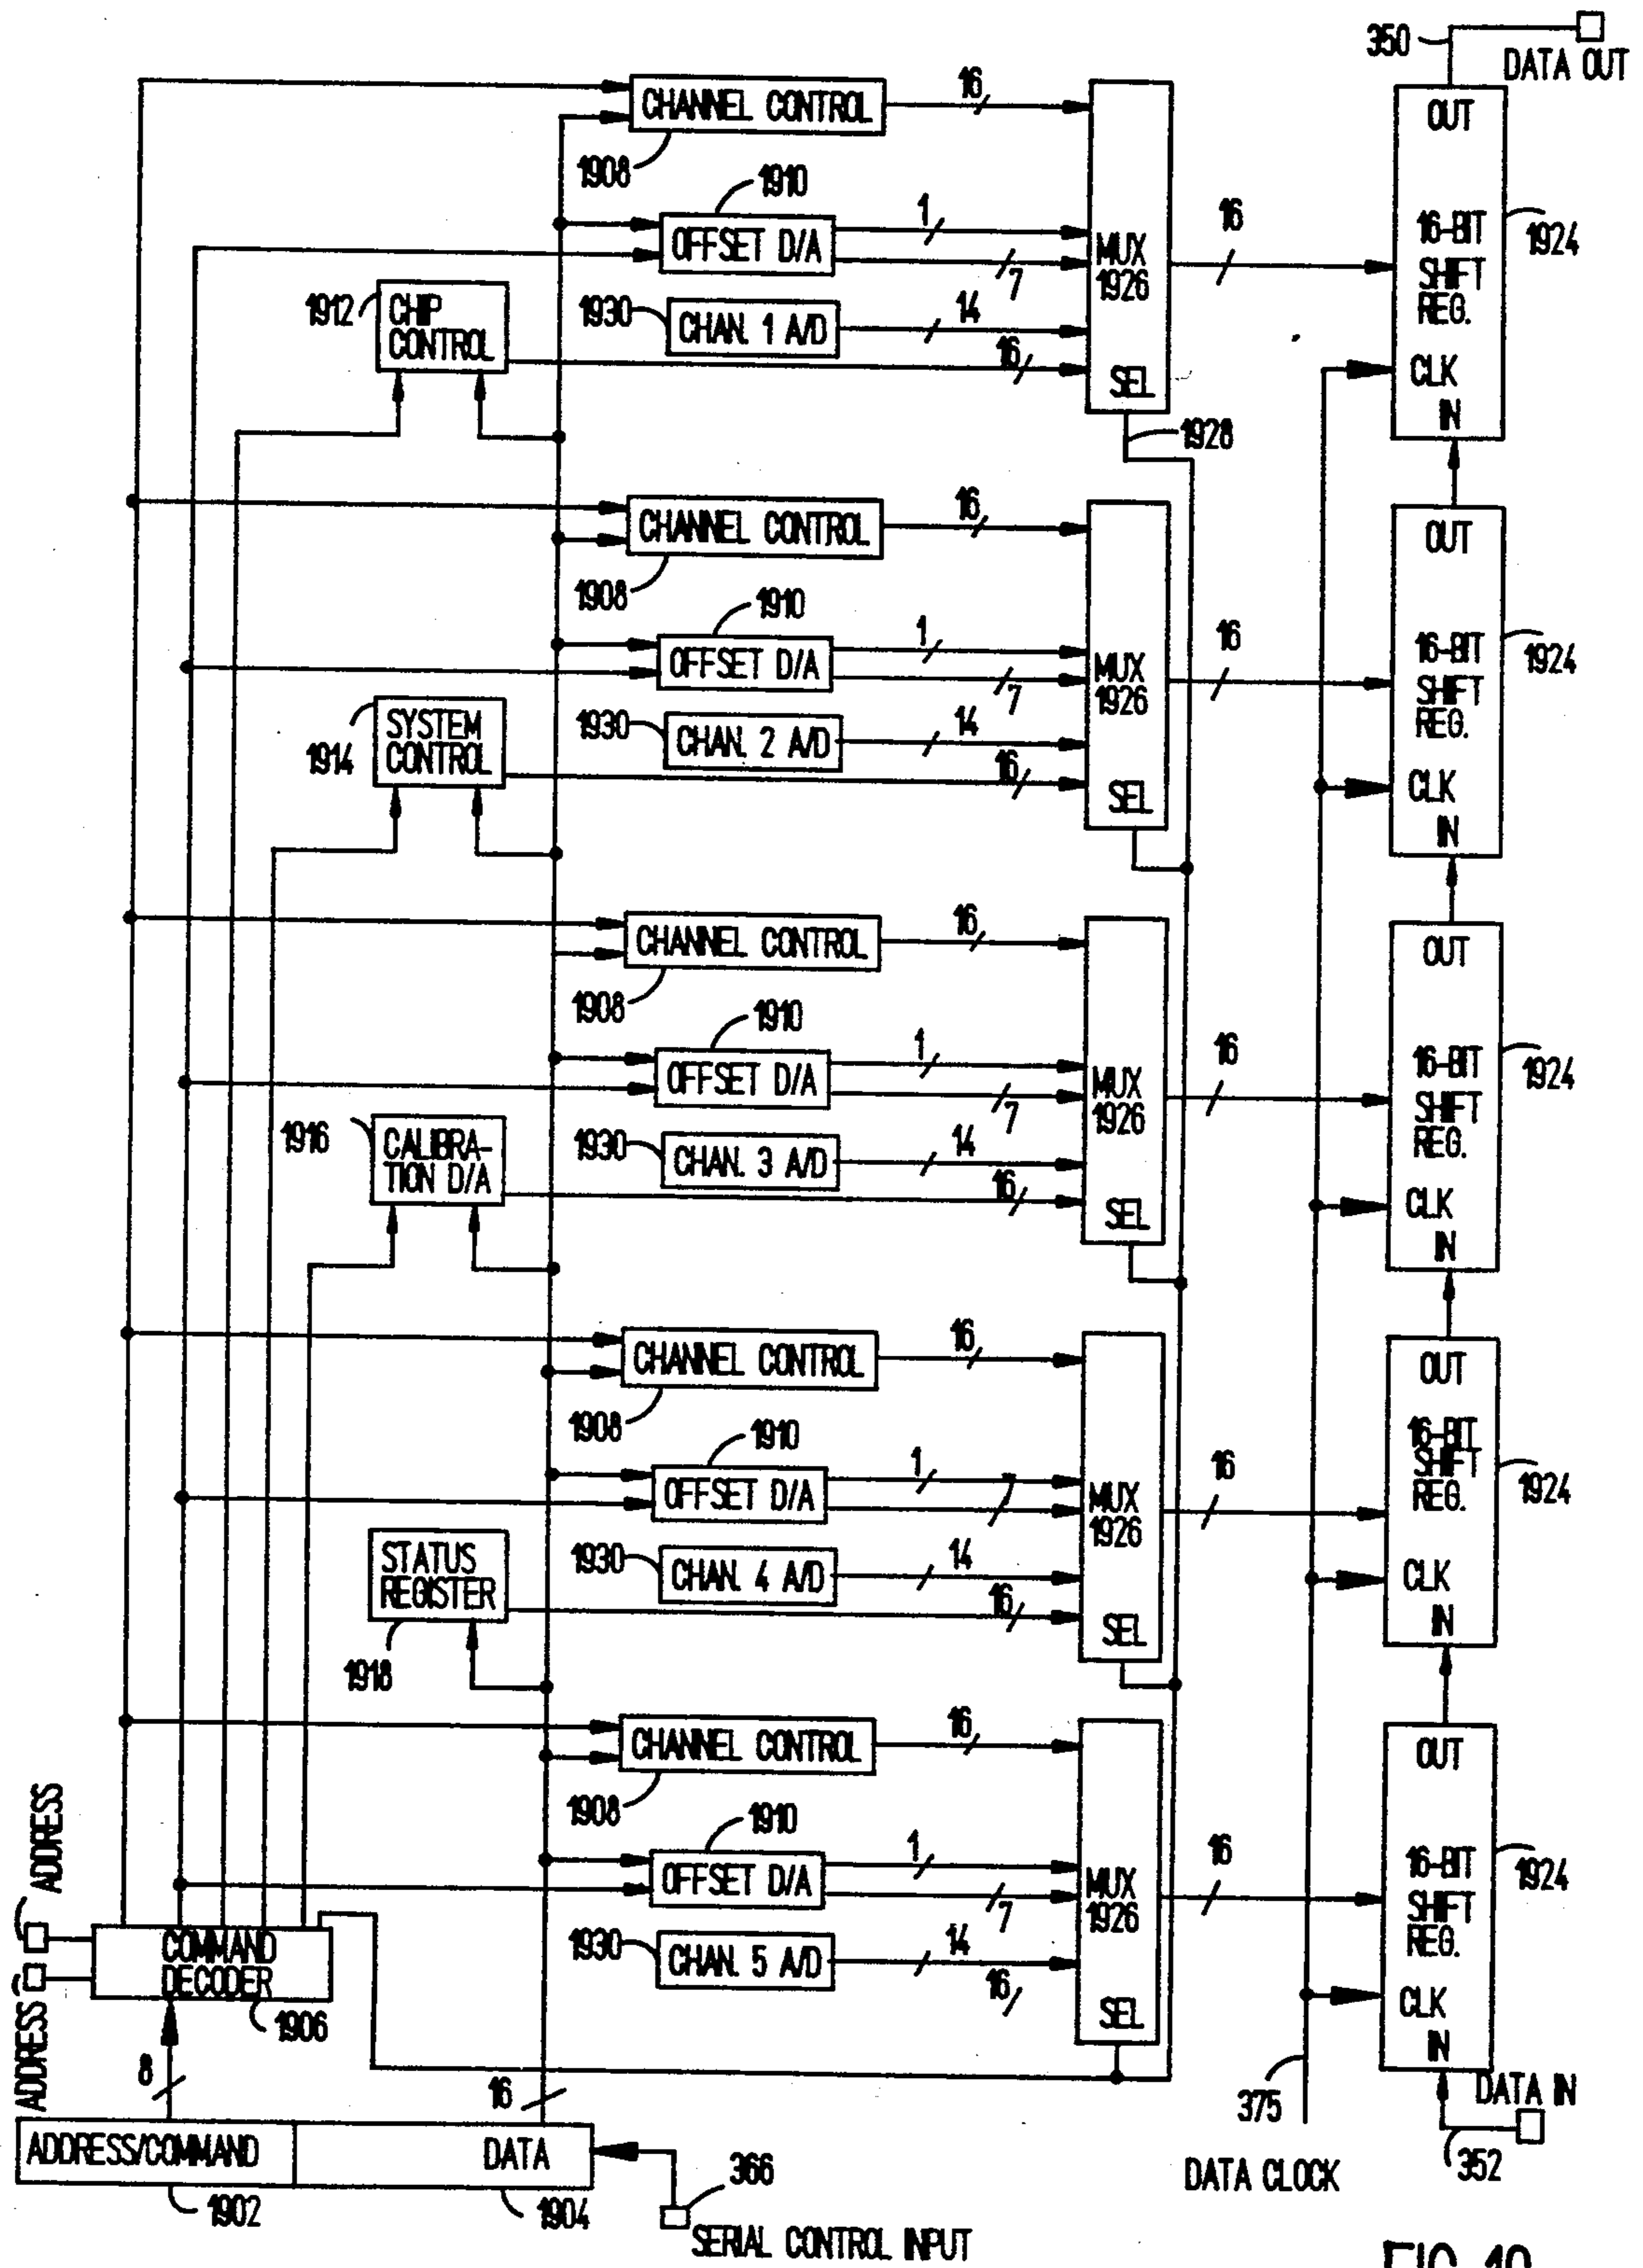 350
DATA OUT
CHANNEL CONTROL
16
OUT
1908
1910
1
16
OFFSET D/A
7
MUX
1926
16-BIT
SHIFT
REG.
1924
1912
CHIP
CONTROL
1930
CHAN. 1 A/D
14
16
SEL
CLK
IN
1928
CHANNEL CONTROL
16
OUT
1908
1910
1
16
OFFSET D/A
7
MUX
1926
16-BIT
SHIFT
REG.
1924
1914
SYSTEM
CONTROL
1930
CHAN. 2 A/D
14
16
SEL
CLK
IN
CHANNEL CONTROL
16
OUT
1908
1910
1
16
OFFSET D/A
7
MUX
1926
16-BIT
SHIFT
REG.
1924
1916
CALIBRA-
TION D/A
1930
CHAN. 3 A/D
14
16
SEL
CLK
IN
CHANNEL CONTROL
16
OUT
1908
1910
1
16
OFFSET D/A
7
MUX
1926
16-BIT
SHIFT
REG.
1924
STATUS
REGISTER
1918
1930
CHAN. 4 A/D
14
16
SEL
CLK
IN
CHANNEL CONTROL
16
OUT
1908
1910
1
16
OFFSET D/A
7
MUX
1926
16-BIT
SHIFT
REG.
1924
1930
CHAN. 5 A/D
14
16
SEL
CLK
IN
ADDRESS
ADDRESS
COMMAND
DECODER
1906
8
16
375
DATA CLOCK
DATA IN
352
ADDRESS/COMMAND
DATA
1902
1904
366
SERIAL CONTROL INPUT